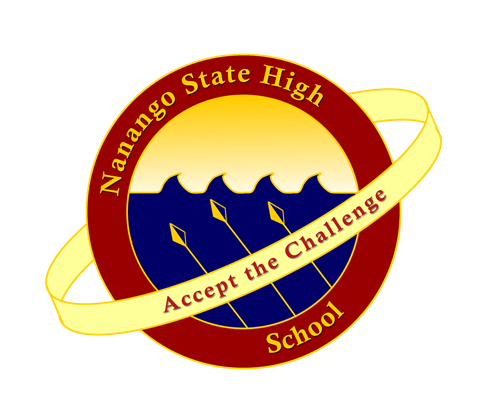 Nanango State High
Accept the Challenge
School